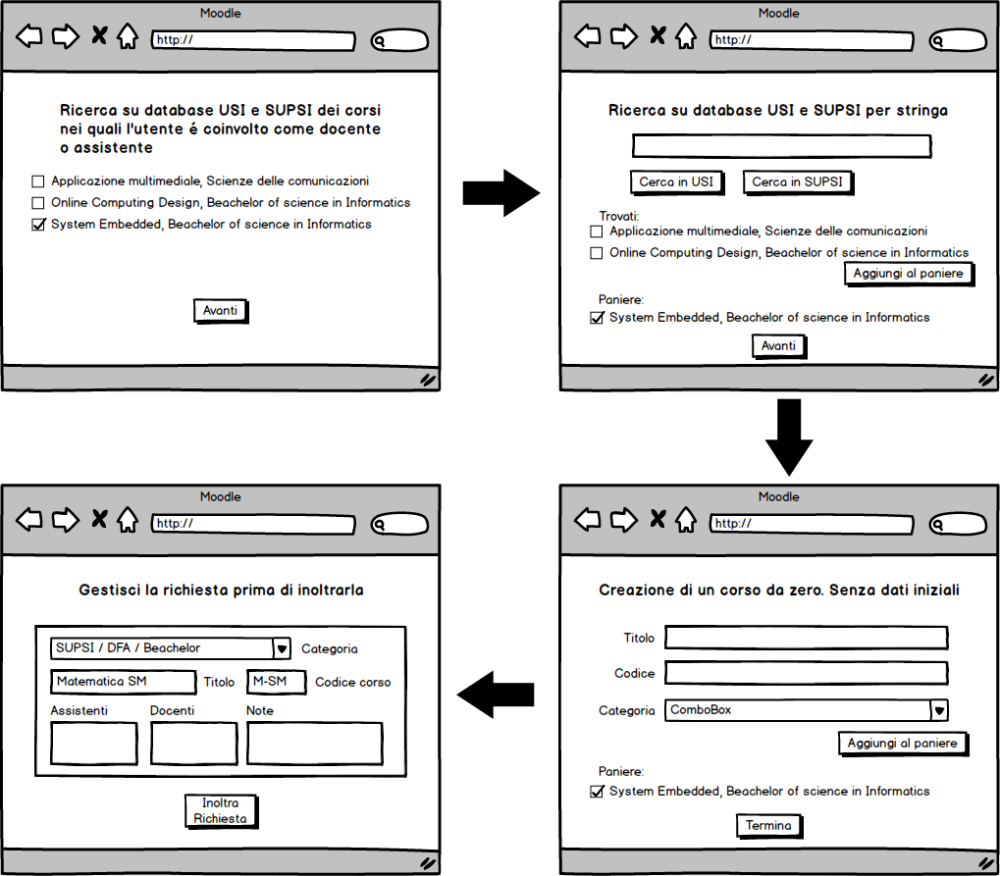 Moodle
http://
Ricerca su database USI e SUPSI dei corsi
nei quali l'utente é coinvolto come docente
o assistente
Applicazione multimediale, Scienze delle comunicazioni
Online Computing Design, Beachelor of science in Informatics
System Embedded, Beachelor of science in Informatics
Avanti
Moodle
http://
Ricerca su database USI e SUPSI per stringa
Cerca in USI
Cerca in SUPSI
Trovati:
Applicazione multimediale, Scienze delle comunicazioni
Online Computing Design, Beachelor of science in Informatics
Aggiungi al paniere
Paniere:
System Embedded, Beachelor of science in Informatics
Avanti
Moodle
http://
Creazione di un corso da zero. Senza dati iniziali
Titolo
Codice
Categoria
ComboBox
Aggiungi al paniere
Paniere:
System Embedded, Beachelor of science in Informatics
Termina
Moodle
http://
Gestisci la richiesta prima di inoltrarla
SUPSI / DFA / Beachelor
Categoria
Matematica SM
Titolo
M-SM
Codice corso
Assistenti
Docenti
Note
Inoltra
Richiesta